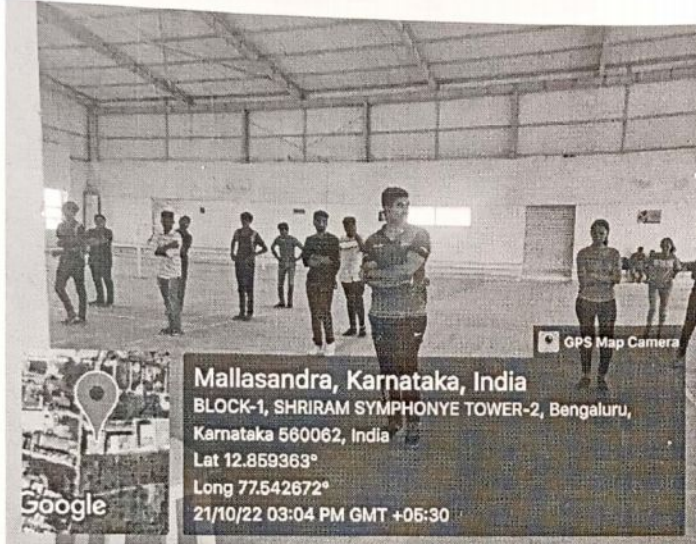 GPS Map Camera
Mallasandra, Karnataka, India
BLOCK-1, SHRIRAM SYMPHONYE TOWER-2, Bengaluru,
Karnataka 560062, India
Lat 12.859363°
Long 77.542672°
21/10/22 03:04 PM GMT +05:30
Google